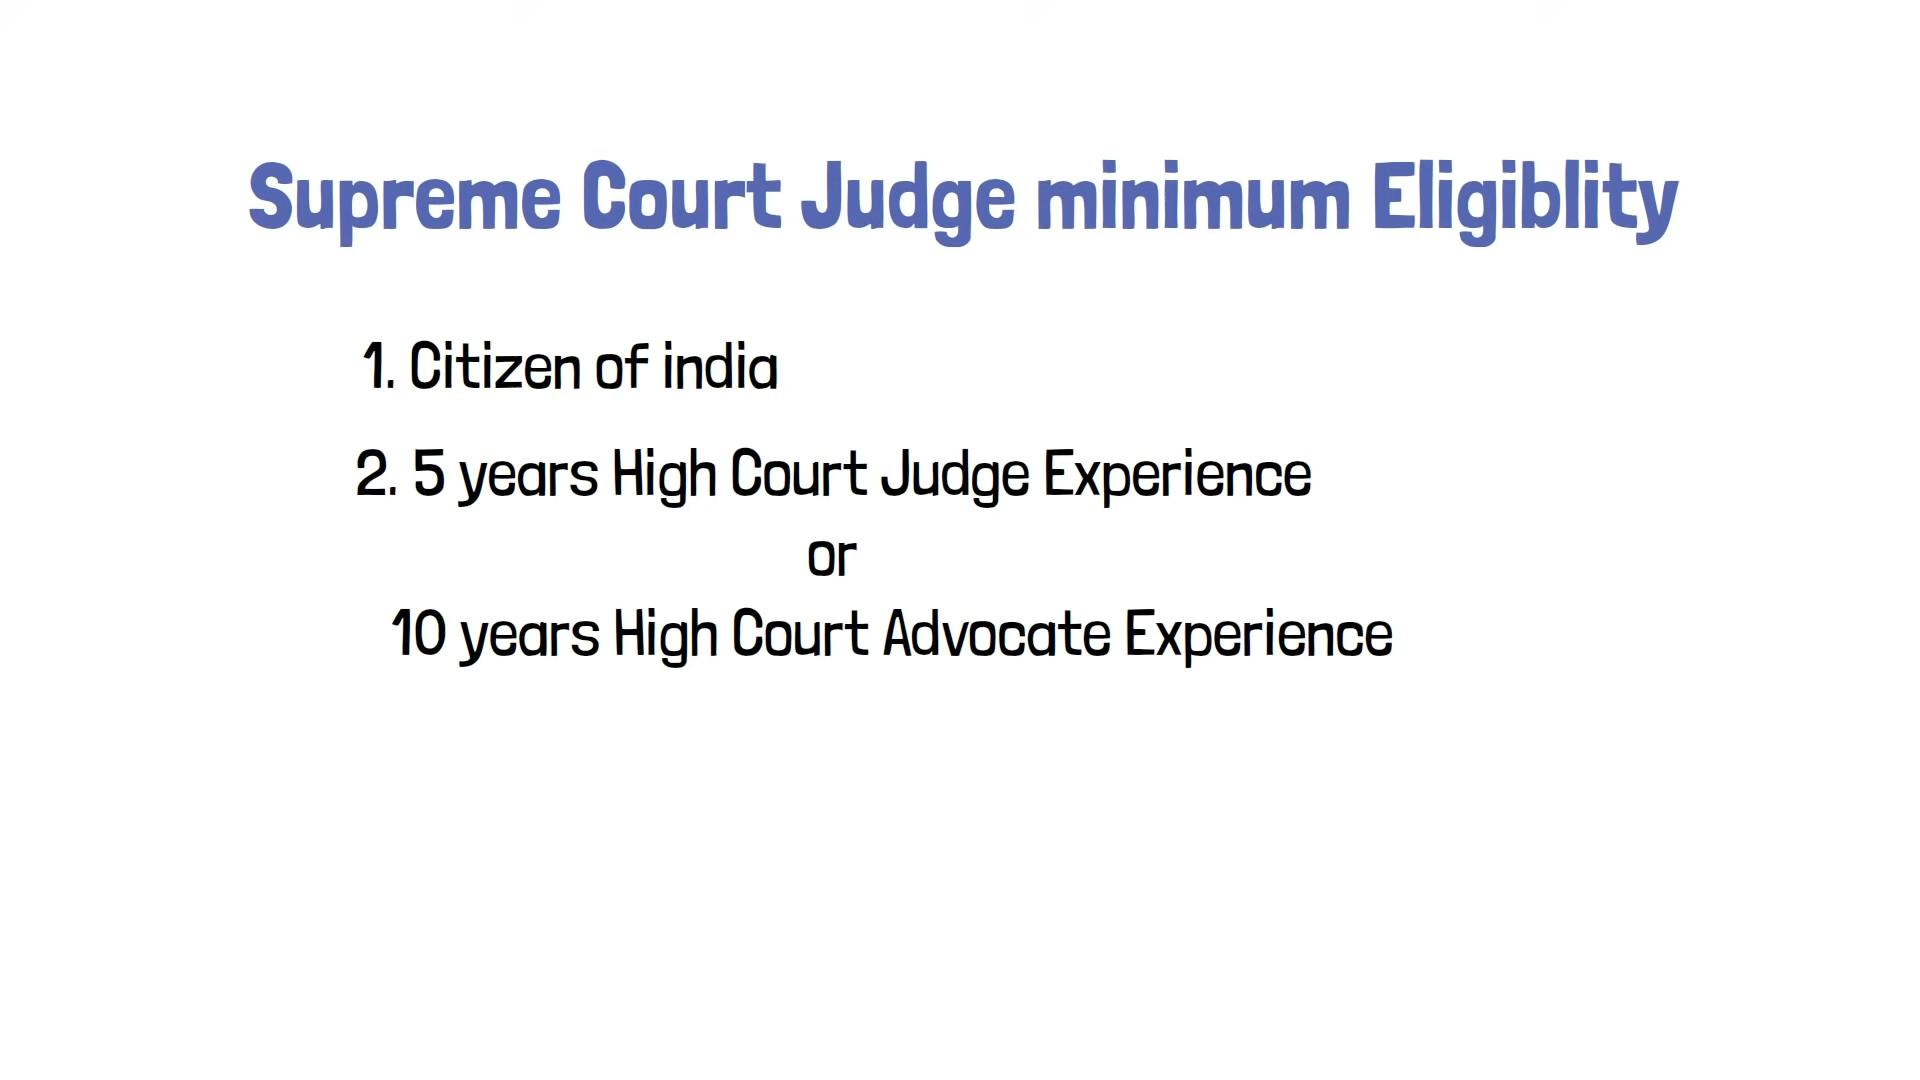 Supreme Court Judge minimum Eligiblity
1. Citizen of india
2. 5 years High Court Judge Experience
or
10 years High Court Advocate Experience